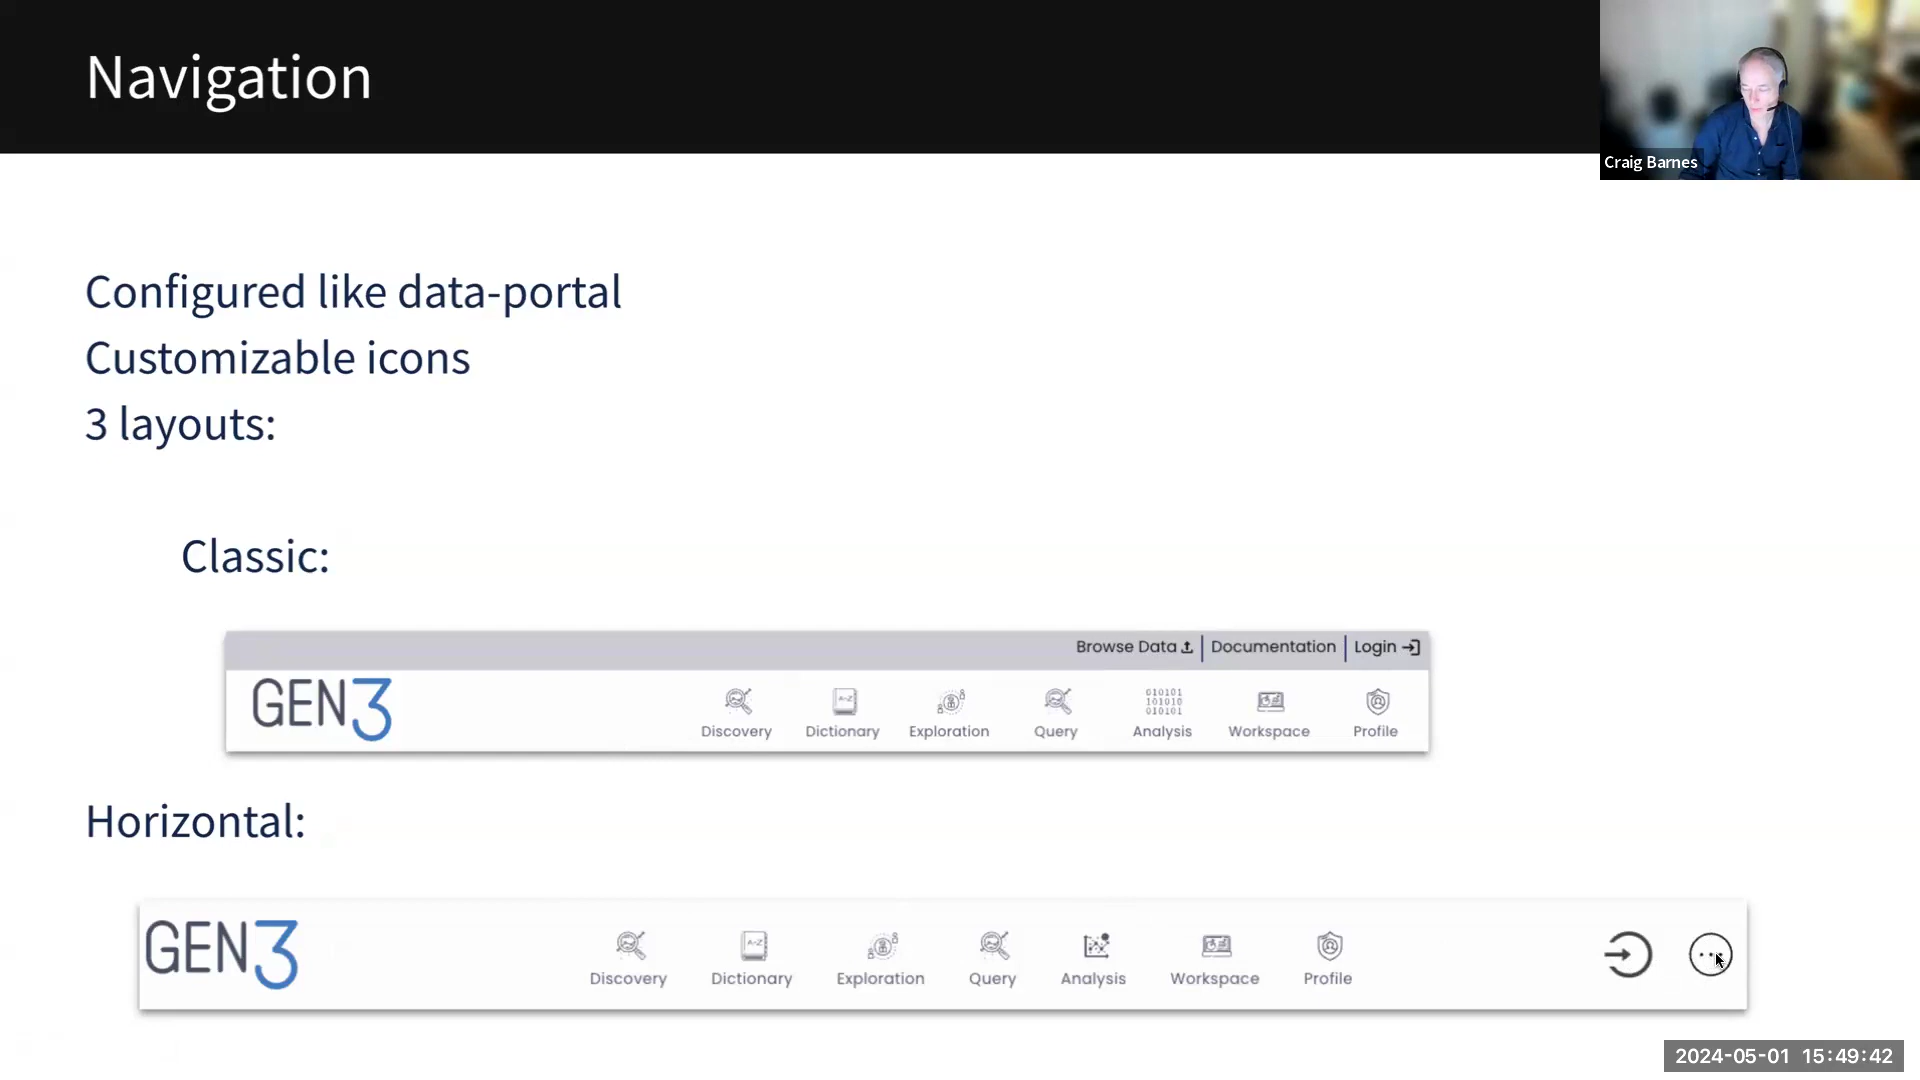 Navigation
Craig Barnes
Configured like data-portal
Customizable icons
3 layouts:
Classic:
Browse Data Documentation Login
GEN3
010101
101010
010101
A-Z
Discovery Dictionary Exploration Query Analysis Workspace Profile
Horizontal:
GEN3
A-Z
Discovery Dictionary Exploration Query Analysis Workspace Profile
2024-05-01 15:49:42